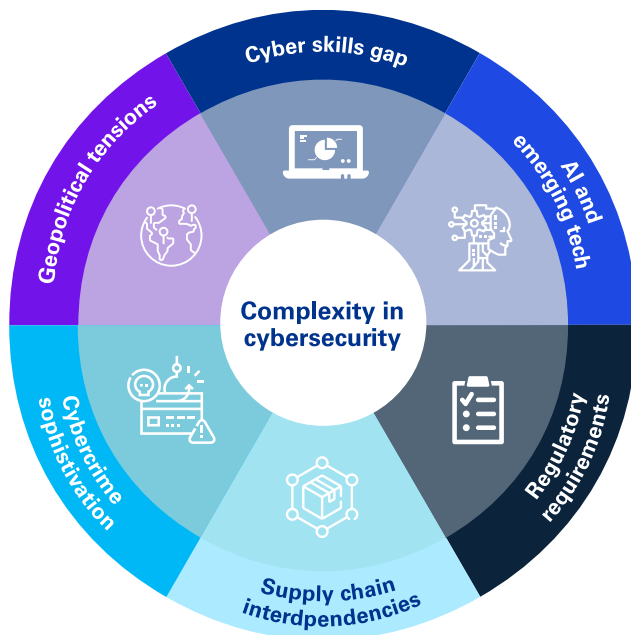 Cyber skills gap
AI and
emerging tech
Regulatory
requirements
Supply chain
interdpendencies
Cybercrime
sophistivation
Geopolitical tensions
Complexity in
cybersecurity